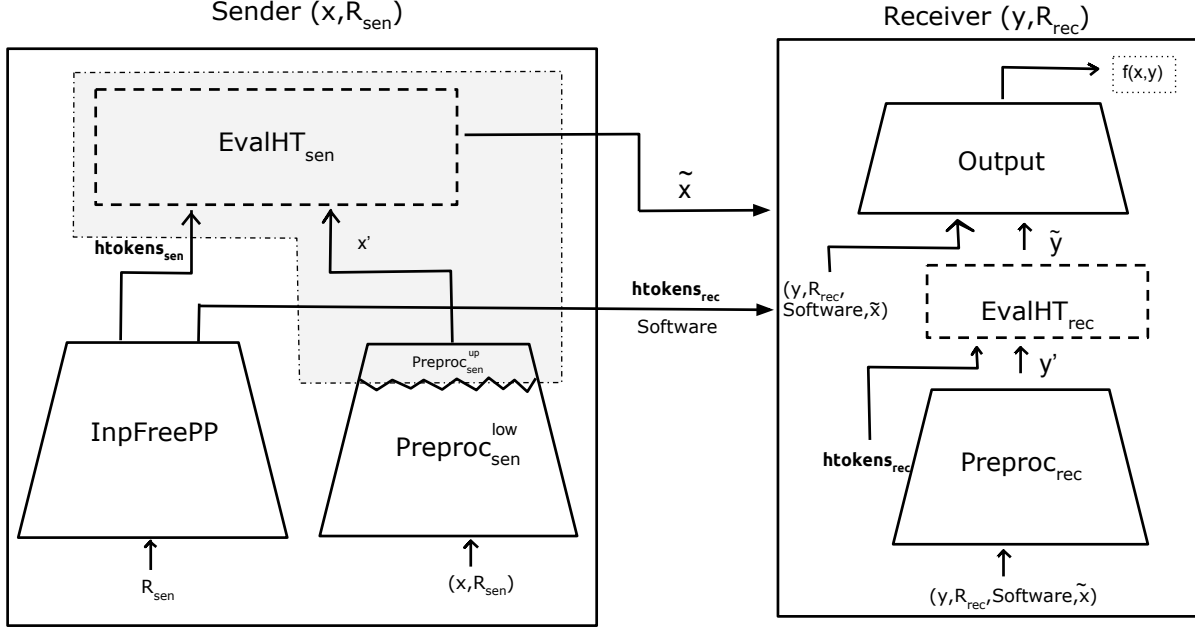 Sender (x,R_sen)
EvalHT_sen
htokens_sen
x'
Preproc_sen^up
InpFreePP
Preproc_sen^low
R_sen
(x,R_sen)
x̃
htokens_rec
Software
Receiver (y,R_rec)
f(x,y)
Output
ỹ
(y,R_rec,
Software,x̃)
EvalHT_rec
y'
htokens_rec
Preproc_rec
(y,R_rec,Software,x̃)